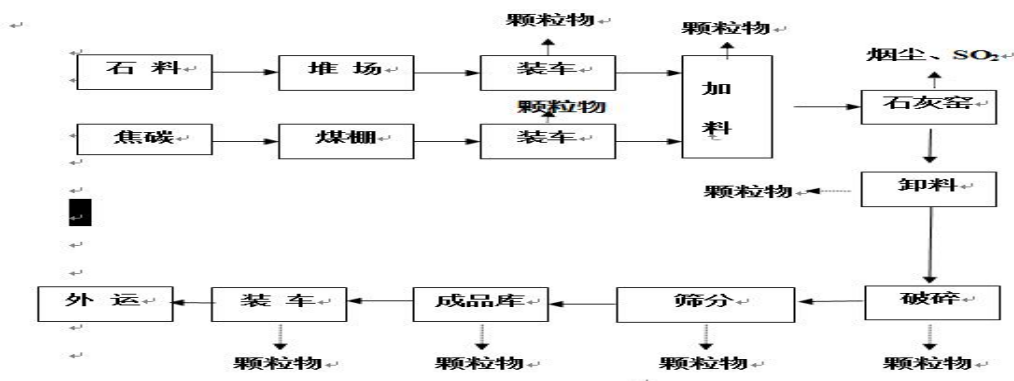 颗粒物 颗粒物
烟尘、SO₂
石 料 堆 场 装车 加 石灰窑
颗粒物
焦碳 煤棚 装车 料
颗粒物 卸料
外 运 装 车 成品库 筛分 破碎
颗粒物 颗粒物 颗粒物 颗粒物